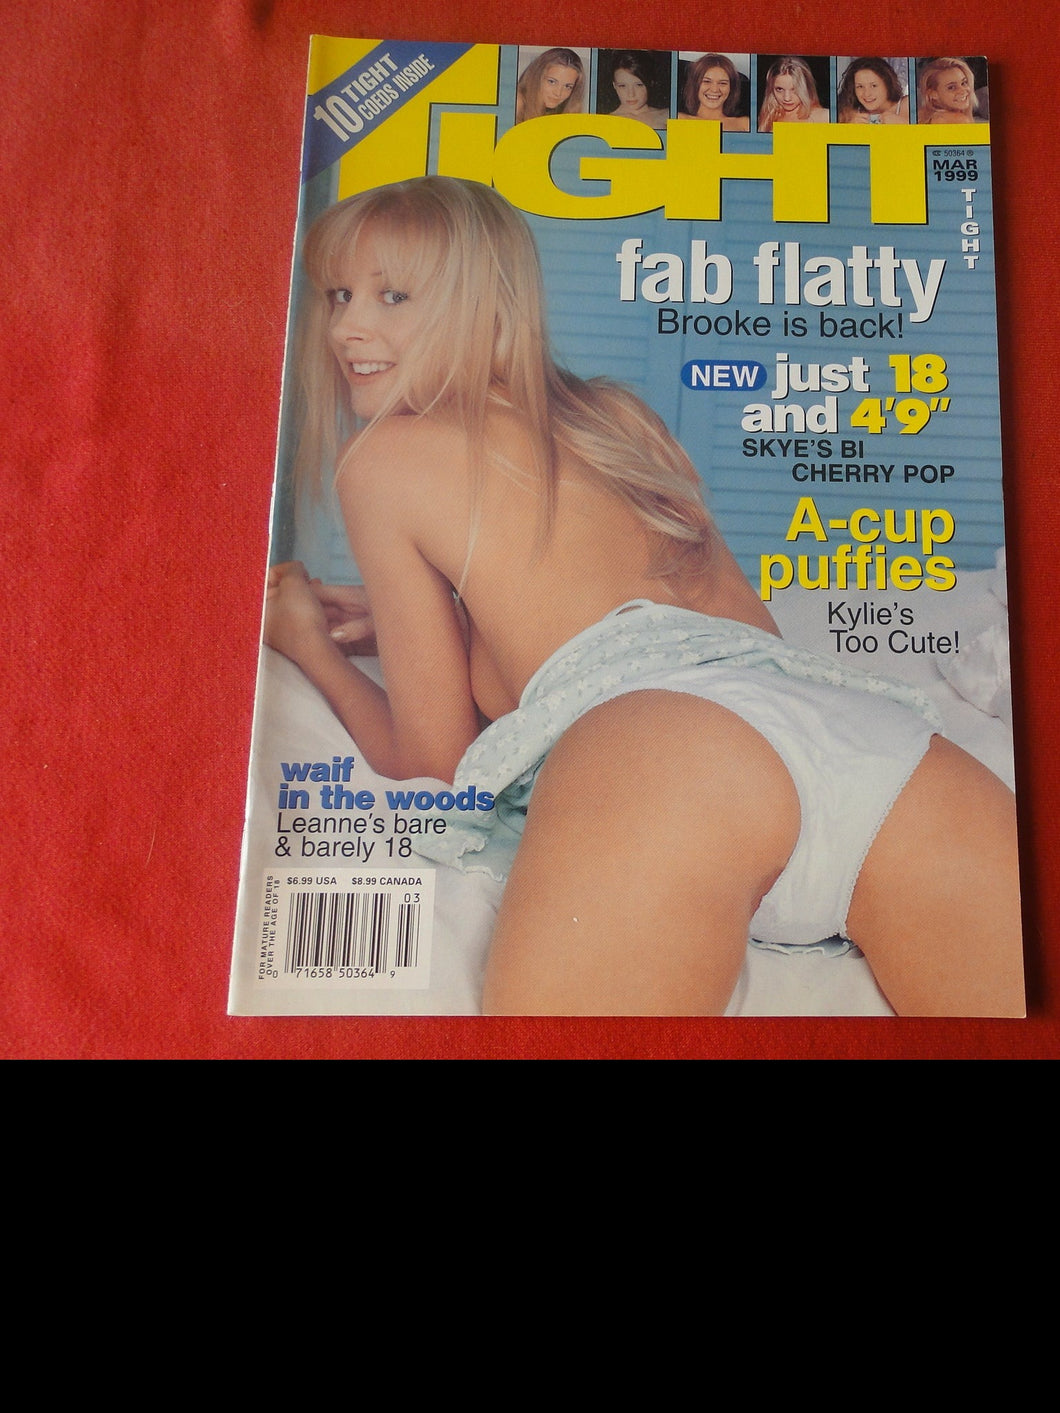 10 TIGHT
COEDS INSIDE
TIGHT
50364
MAR
1999
TIGHT
fab flatty
Brooke is back!
NEW just 18
and 4'9"
SKYE'S BI
CHERRY POP
A-cup
puffies
Kylie's
Too Cute!
waif
in the woods
Leanne's bare
& barely 18
$6.99 USA $8.99 CANADA
FOR MATURE READERS
OVER THE AGE OF 18
03
0 71658 50364 9